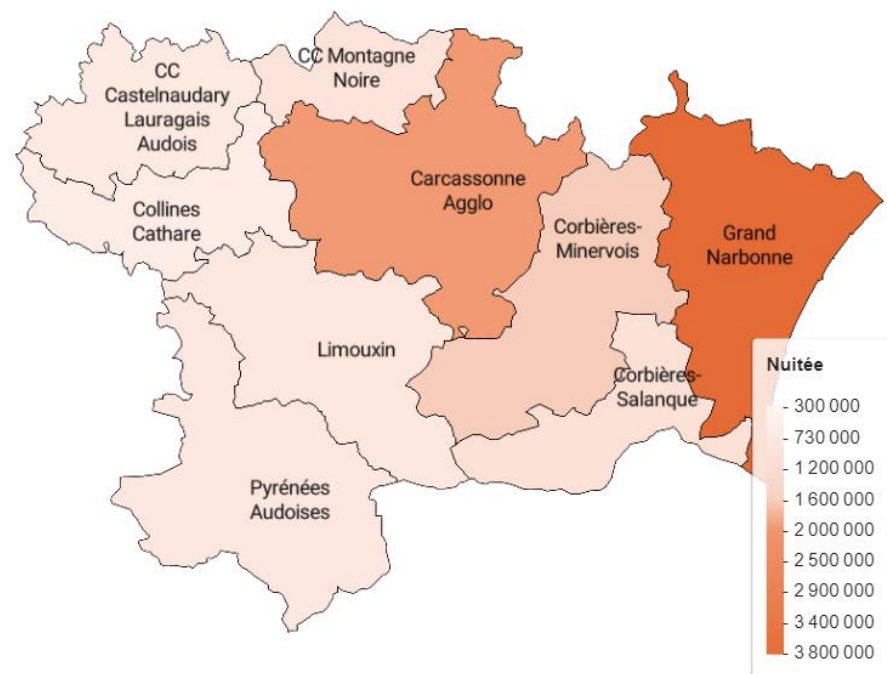 CC Montagne
Noire
CC
Castelnaudary
Lauragais
Audois
Carcassonne
Agglo
Collines
Cathare
Corbières-
Minervois
Grand
Narbonne
Limouxin
Corbières-
Salanque
Pyrénées
Audoises
Nuitée
300 000
730 000
1 200 000
1 600 000
2 000 000
2 500 000
2 900 000
3 400 000
3 800 000